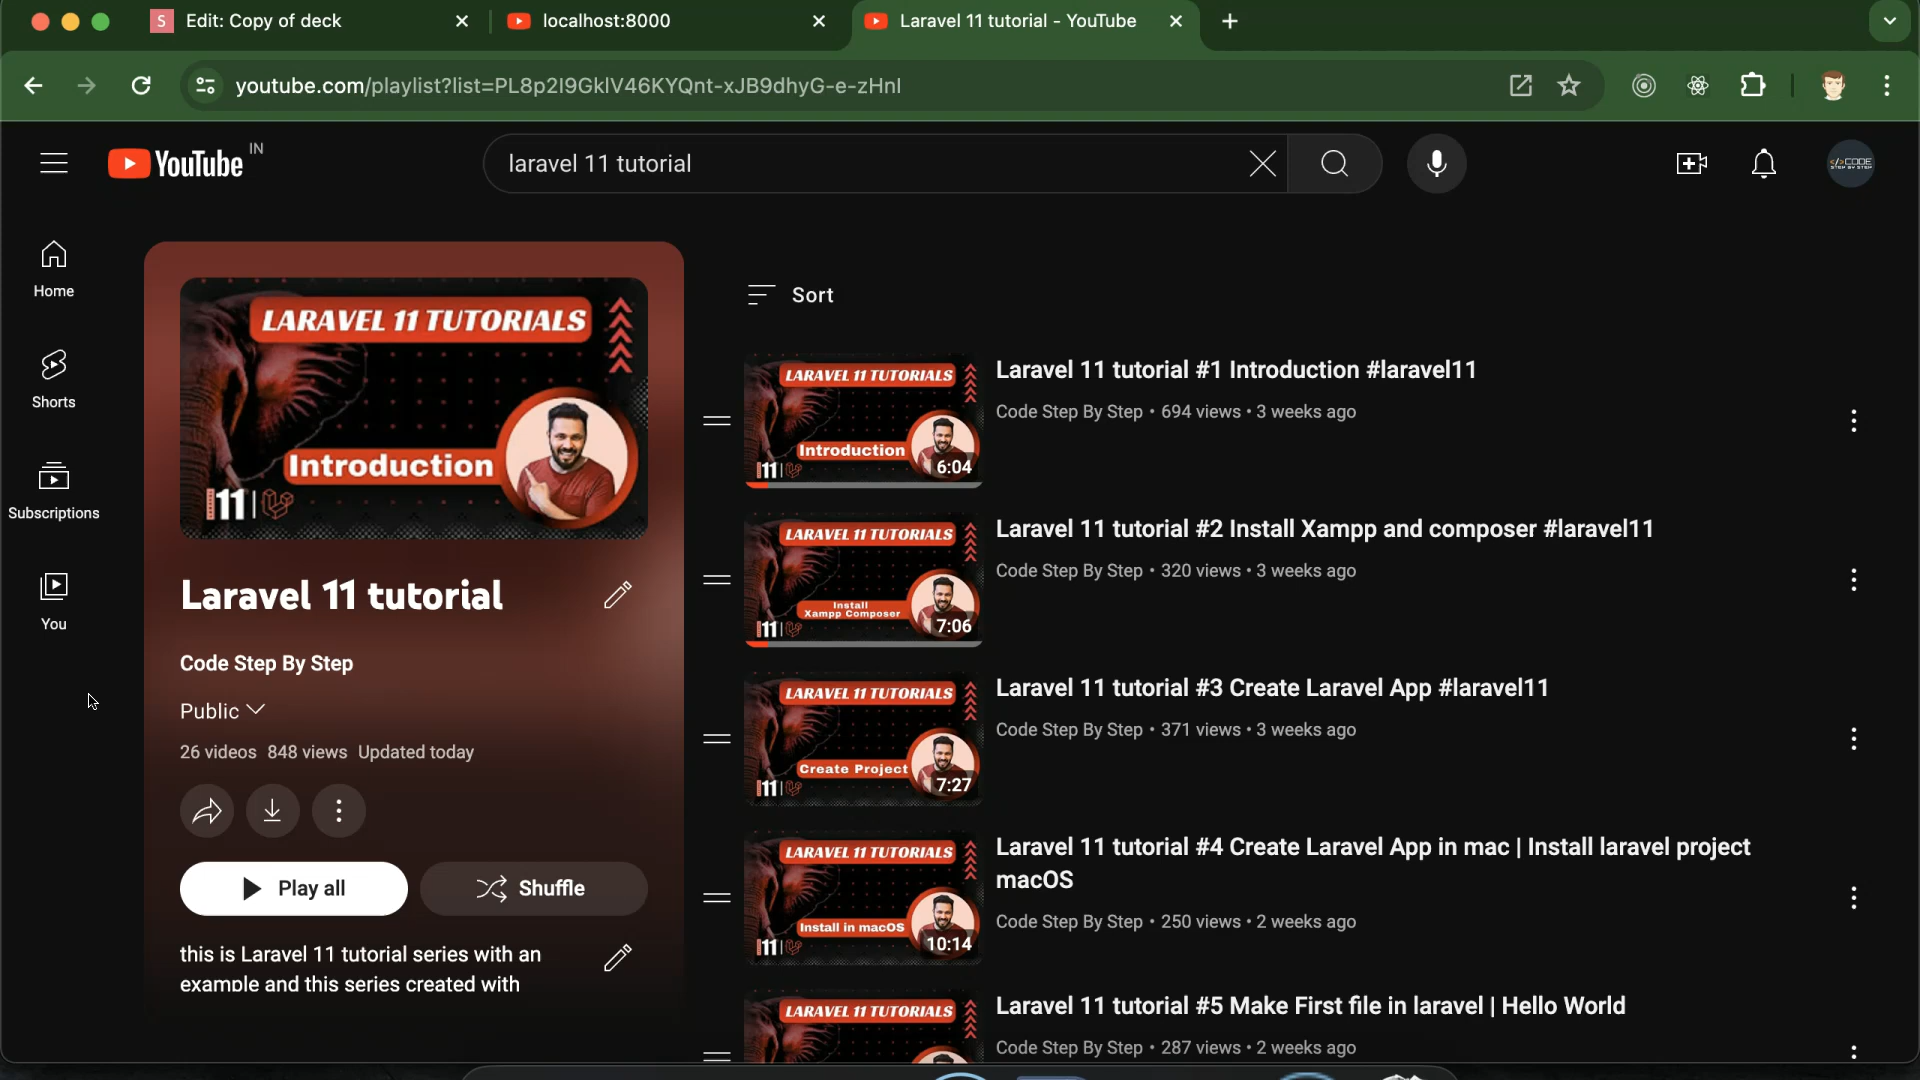 S Edit: Copy of deck
localhost:8000
Laravel 11 tutorial - YouTube
youtube.com/playlist?list=PL8p2I9GklV46KYQnt-xJB9dhyG-e-zHnI
YouTube IN
laravel 11 tutorial
</>CODE
STEP BY STEP
Home
Shorts
Subscriptions
You
LARAVEL 11 TUTORIALS
Introduction
11
Laravel 11 tutorial
Code Step By Step
Public
26 videos 848 views Updated today
Play all
Shuffle
this is Laravel 11 tutorial series with an
example and this series created with
Sort
LARAVEL 11 TUTORIALS
Introduction
11
6:04
Laravel 11 tutorial #1 Introduction #laravel11
Code Step By Step • 694 views • 3 weeks ago
LARAVEL 11 TUTORIALS
Install
Xampp Composer
11
7:06
Laravel 11 tutorial #2 Install Xampp and composer #laravel11
Code Step By Step • 320 views • 3 weeks ago
LARAVEL 11 TUTORIALS
Create Project
11
7:27
Laravel 11 tutorial #3 Create Laravel App #laravel11
Code Step By Step • 371 views • 3 weeks ago
LARAVEL 11 TUTORIALS
Install in macOS
11
10:14
Laravel 11 tutorial #4 Create Laravel App in mac | Install laravel project
macOS
Code Step By Step • 250 views • 2 weeks ago
LARAVEL 11 TUTORIALS
Laravel 11 tutorial #5 Make First file in laravel | Hello World
Code Step By Step • 287 views • 2 weeks ago